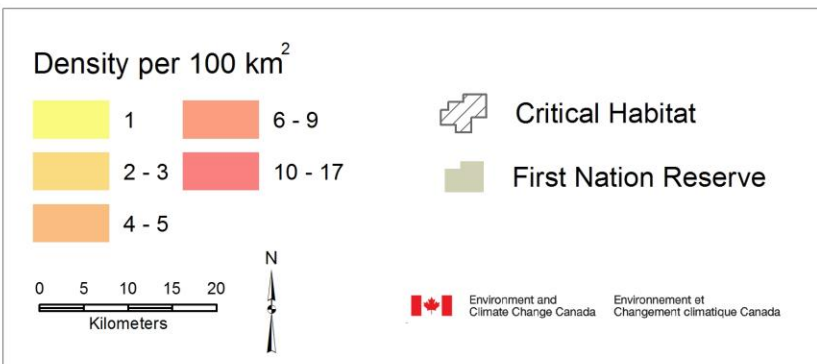 Density per 100 km²
1
2 - 3
4 - 5
6 - 9
10 - 17
Critical Habitat
First Nation Reserve
0 5 10 15 20
Kilometers
N
Environment and
Climate Change Canada
Environnement et
Changement climatique Canada